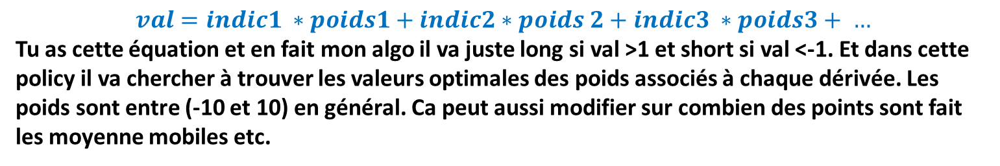 val = indic1 * poids1 + indic2 * poids 2 + indic3 * poids3 + ...
Tu as cette équation et en fait mon algo il va juste long si val >1 et short si val <-1. Et dans cette
policy il va chercher à trouver les valeurs optimales des poids associés à chaque dérivée. Les
poids sont entre (-10 et 10) en général. Ca peut aussi modifier sur combien des points sont fait
les moyenne mobiles etc.